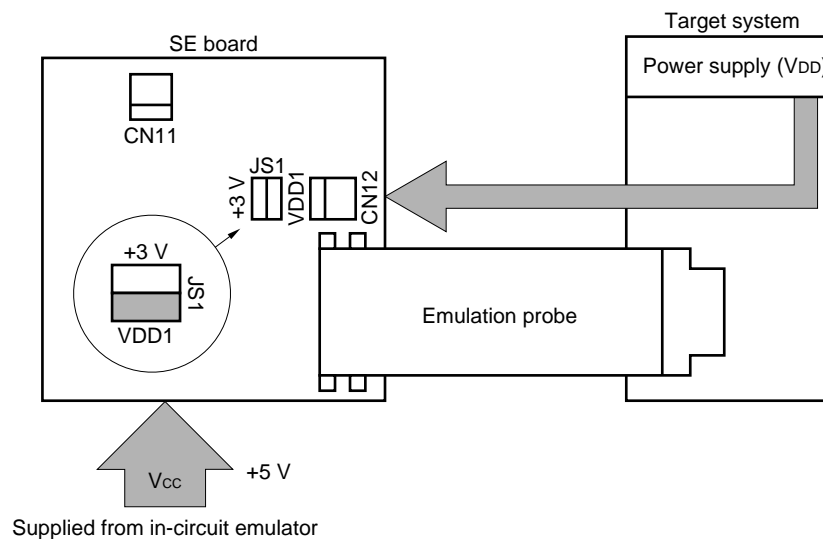 Target system
SE board
Power supply (VDD)
CN11
JS1
+3 V
VDD1
CN12
+3 V
JS1
VDD1
Emulation probe
VCC
+5 V
Supplied from in-circuit emulator